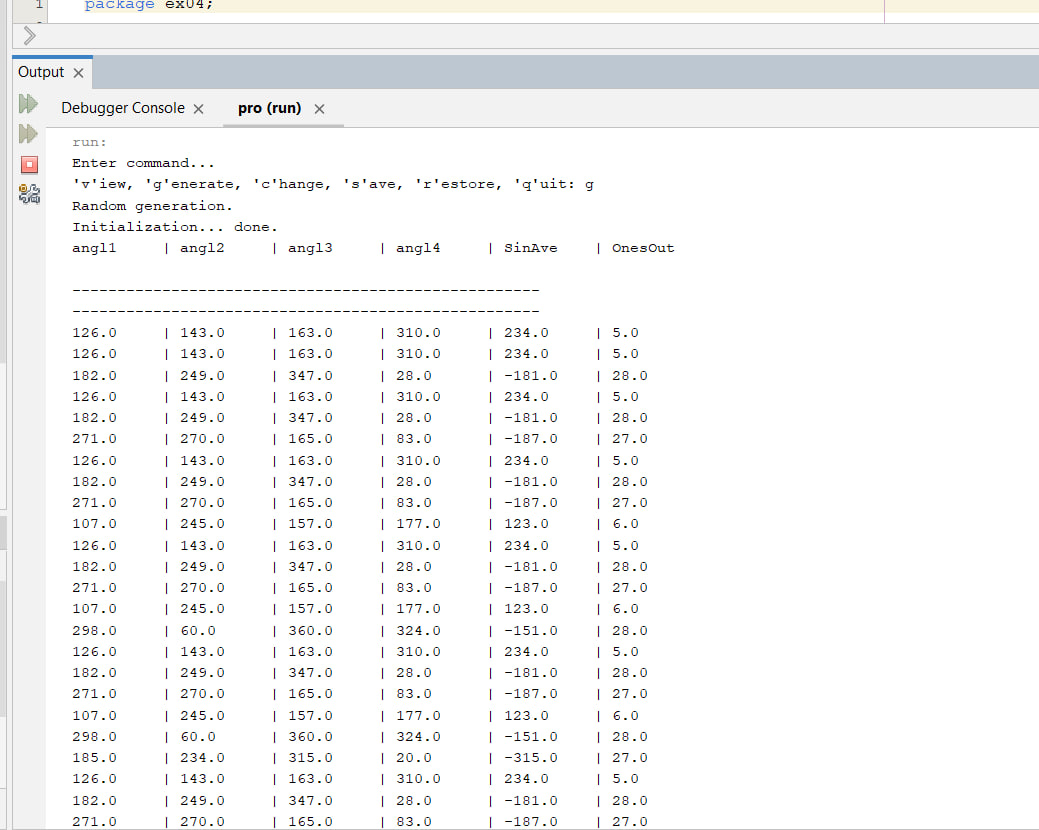 1 package ex04;
Output
Debugger Console pro (run)
run:
Enter command...
'v'iew, 'g'enerate, 'c'hange, 's'ave, 'r'estore, 'q'uit: g
Random generation.
Initialization... done.
angl1 | angl2 | angl3 | angl4 | SinAve | OnesOut
----------------------------------------------------
----------------------------------------------------
126.0 | 143.0 | 163.0 | 310.0 | 234.0 | 5.0
126.0 | 143.0 | 163.0 | 310.0 | 234.0 | 5.0
182.0 | 249.0 | 347.0 | 28.0 | -181.0 | 28.0
126.0 | 143.0 | 163.0 | 310.0 | 234.0 | 5.0
182.0 | 249.0 | 347.0 | 28.0 | -181.0 | 28.0
271.0 | 270.0 | 165.0 | 83.0 | -187.0 | 27.0
126.0 | 143.0 | 163.0 | 310.0 | 234.0 | 5.0
182.0 | 249.0 | 347.0 | 28.0 | -181.0 | 28.0
271.0 | 270.0 | 165.0 | 83.0 | -187.0 | 27.0
107.0 | 245.0 | 157.0 | 177.0 | 123.0 | 6.0
126.0 | 143.0 | 163.0 | 310.0 | 234.0 | 5.0
182.0 | 249.0 | 347.0 | 28.0 | -181.0 | 28.0
271.0 | 270.0 | 165.0 | 83.0 | -187.0 | 27.0
107.0 | 245.0 | 157.0 | 177.0 | 123.0 | 6.0
298.0 | 60.0 | 360.0 | 324.0 | -151.0 | 28.0
126.0 | 143.0 | 163.0 | 310.0 | 234.0 | 5.0
182.0 | 249.0 | 347.0 | 28.0 | -181.0 | 28.0
271.0 | 270.0 | 165.0 | 83.0 | -187.0 | 27.0
107.0 | 245.0 | 157.0 | 177.0 | 123.0 | 6.0
298.0 | 60.0 | 360.0 | 324.0 | -151.0 | 28.0
185.0 | 234.0 | 315.0 | 20.0 | -315.0 | 27.0
126.0 | 143.0 | 163.0 | 310.0 | 234.0 | 5.0
182.0 | 249.0 | 347.0 | 28.0 | -181.0 | 28.0
271.0 | 270.0 | 165.0 | 83.0 | -187.0 | 27.0